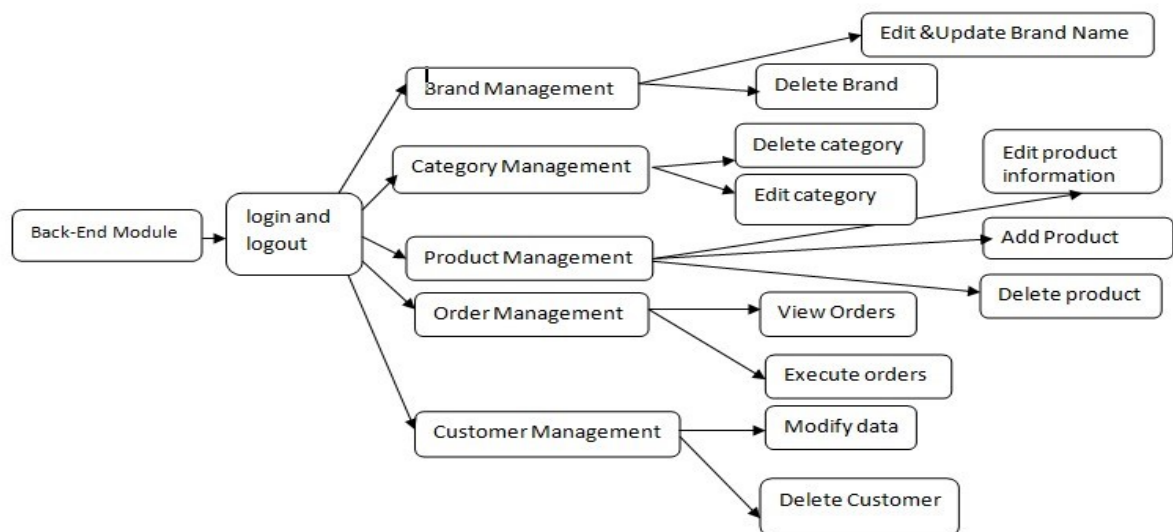 Edit &Update Brand Name
Brand Management
Delete Brand
Delete category
Category Management
Edit category
Edit product
information
Back-End Module
login and
logout
Product Management
Add Product
Delete product
Order Management
View Orders
Execute orders
Customer Management
Modify data
Delete Customer